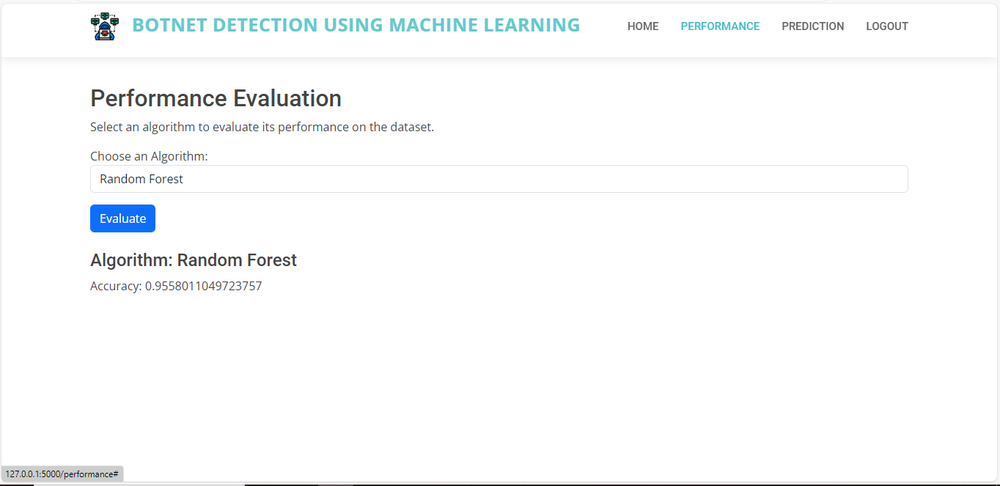 BOTNET DETECTION USING MACHINE LEARNING
HOME
PERFORMANCE
PREDICTION
LOGOUT
Performance Evaluation
Select an algorithm to evaluate its performance on the dataset.
Choose an Algorithm:
Random Forest
Evaluate
Algorithm: Random Forest
Accuracy: 0.9558011049723757
127.0.0.1:5000/performance#